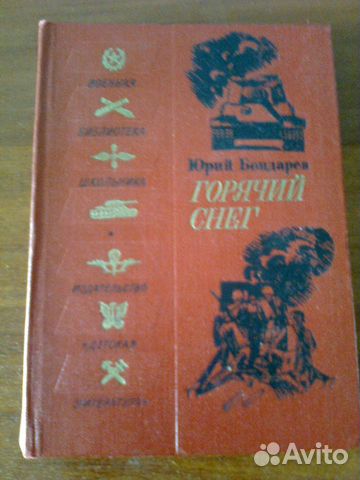 ВОЕННАЯ
БИБЛИОТЕКА
ШКОЛЬНИКА
ИЗДАТЕЛЬСТВО
«ДЕТСКАЯ
ЛИТЕРАТУРА»
Юрий Бондарев
ГОРЯЧИЙ
СНЕГ
Avito